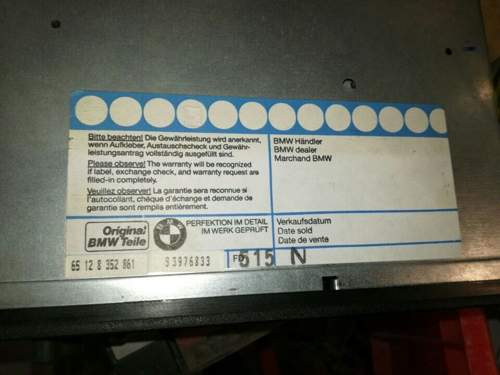 Bitte beachten! Die Gewährleistung wird anerkannt,
wenn Aufkleber, Austauschscheck und Gewähr-
leistungsantrag vollständig ausgefüllt sind.
Please observe! The warranty will be recognized
if label, exchange check, and warranty request are
filled-in completely.
Veuillez observer! La garantie sera reconnue si
l'autocollant, chèque d'échange et demande de
garantie sont remplis entièrement.
BMW Händler
BMW dealer
Marchand BMW
Original
BMW Teile
BMW
PERFEKTION IM DETAIL
IM WERK GEPRÜFT
Verkaufsdatum
Date sold
Date de vente
65 12 8 352 861
93976833
FD 515 N